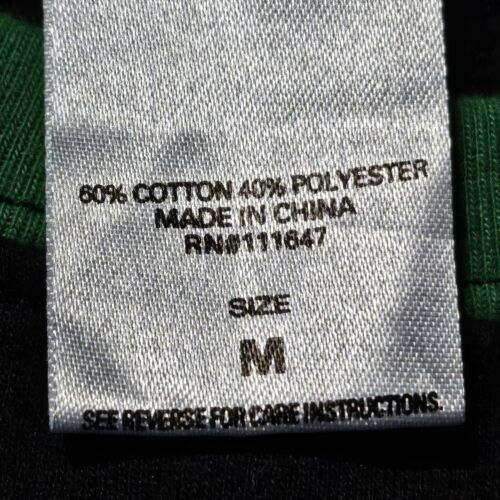 60% COTTON 40% POLYESTER
MADE IN CHINA
RN#111647
SIZE
M
SEE REVERSE FOR CARE INSTRUCTIONS.